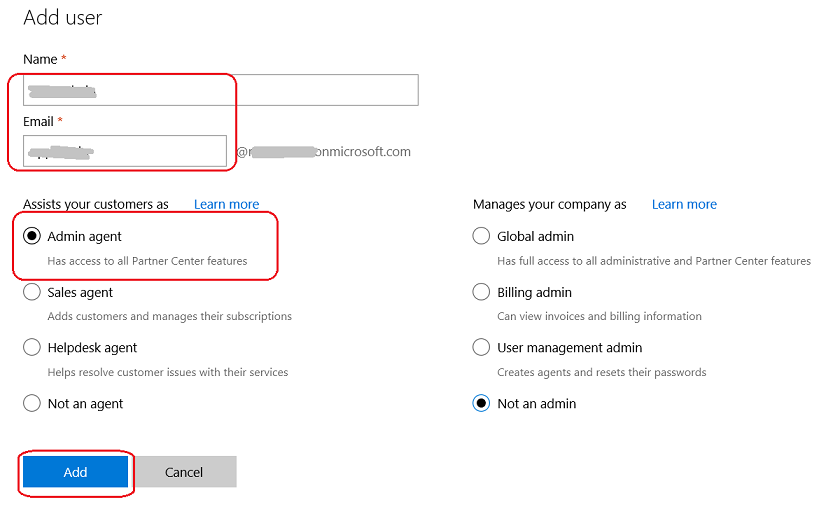 Add user
Name *
Email *
onmicrosoft.com
Assists your customers as Learn more
Admin agent
Has access to all Partner Center features
Sales agent
Adds customers and manages their subscriptions
Helpdesk agent
Helps resolve customer issues with their services
Not an agent
Manages your company as Learn more
Global admin
Has full access to all administrative and Partner Center features
Billing admin
Can view invoices and billing information
User management admin
Creates agents and resets their passwords
Not an admin
Add Cancel